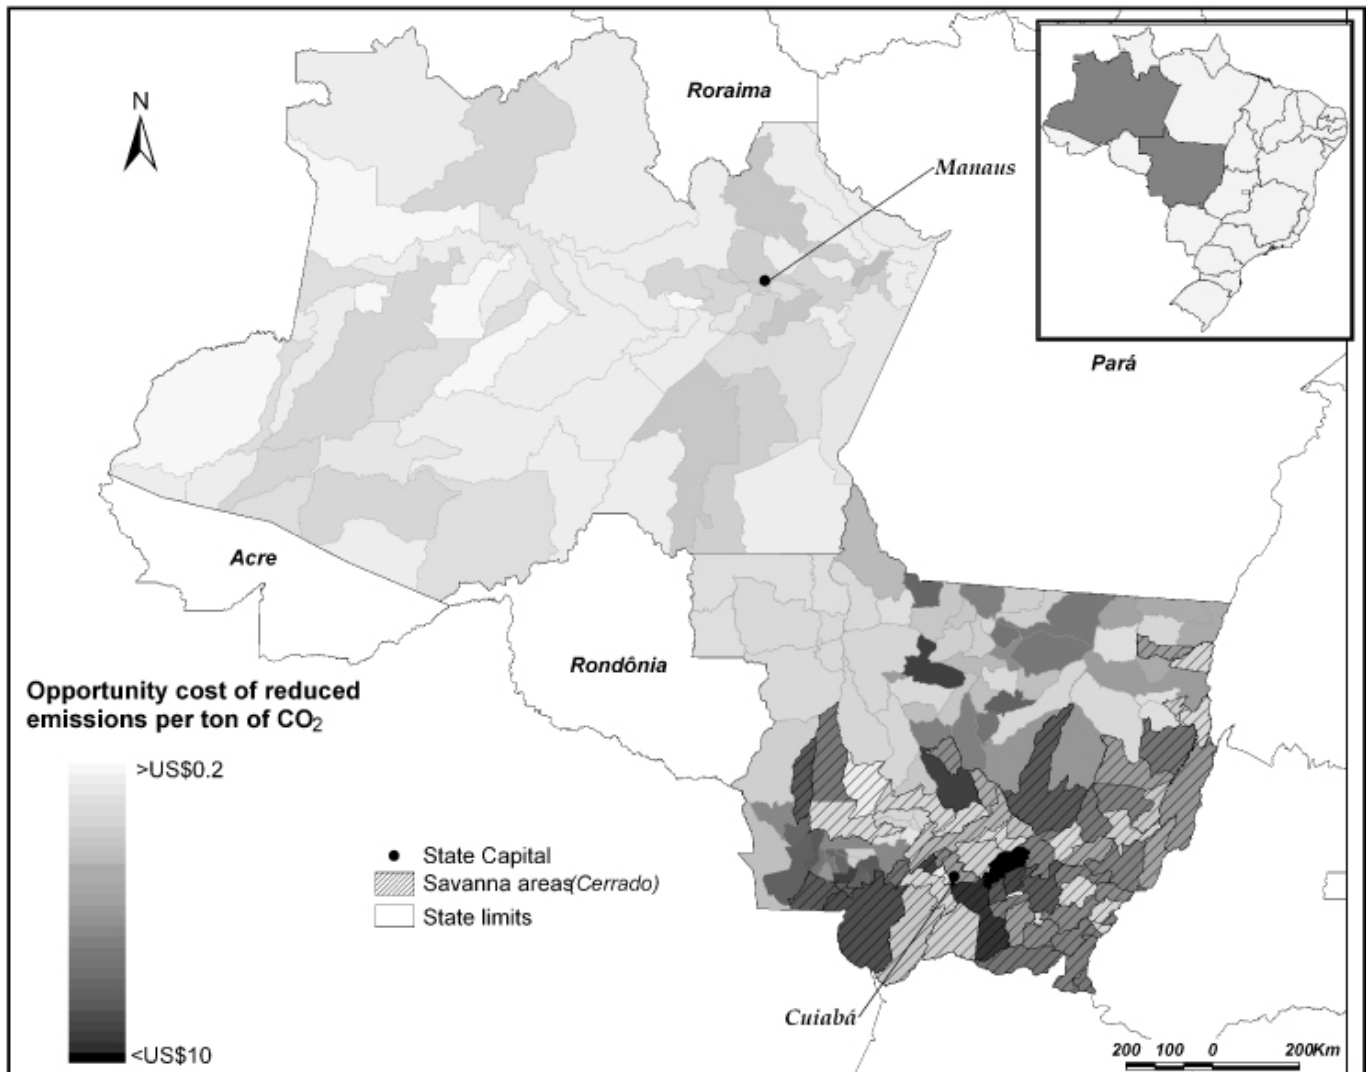 Roraima
N
Manaus
Pará
Acre
Rondônia
Opportunity cost of reduced
emissions per ton of CO₂
>US$0.2
State Capital
Savanna areas(Cerrado)
State limits
Cuiabá
<US$10
200 100 0 200Km